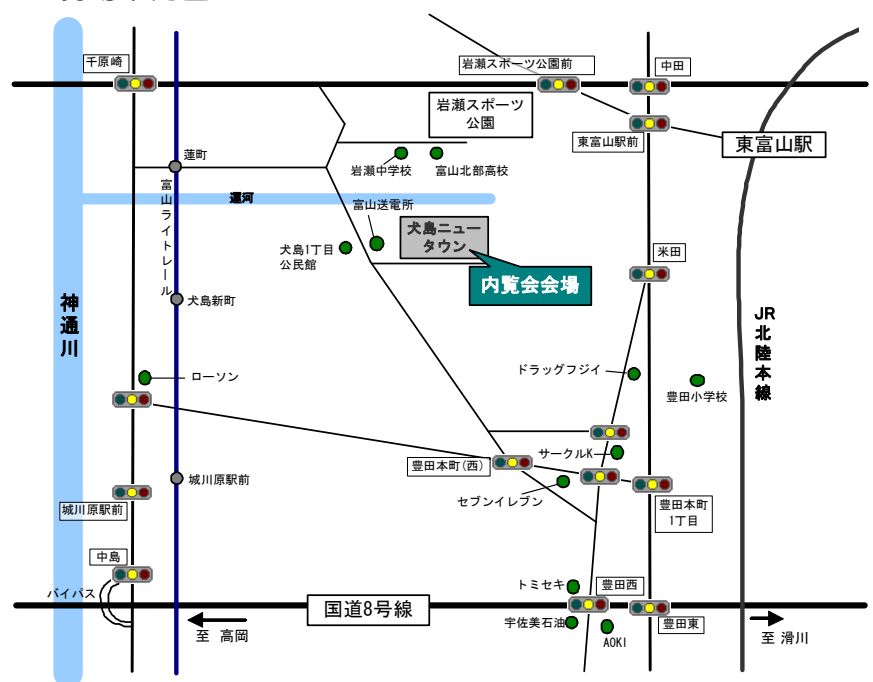 千原崎
岩瀬スポーツ公園前
中田
岩瀬スポーツ
公園
東富山駅前
東富山駅
蓮町
岩瀬中学校
富山北部高校
富山ライトレール
運河
富山送電所
犬島ニュー
タウン
犬島1丁目
公民館
米田
内覧会会場
神通川
犬島新町
JR北陸本線
ローソン
ドラッグフジイ
豊田小学校
サークルK
豊田本町(西)
城川原駅前
セブンイレブン
城川原駅前
豊田本町
1丁目
中島
バイパス
トミセキ
豊田西
国道8号線
宇佐美石油
豊田東
至 高岡
AOKI
至 滑川